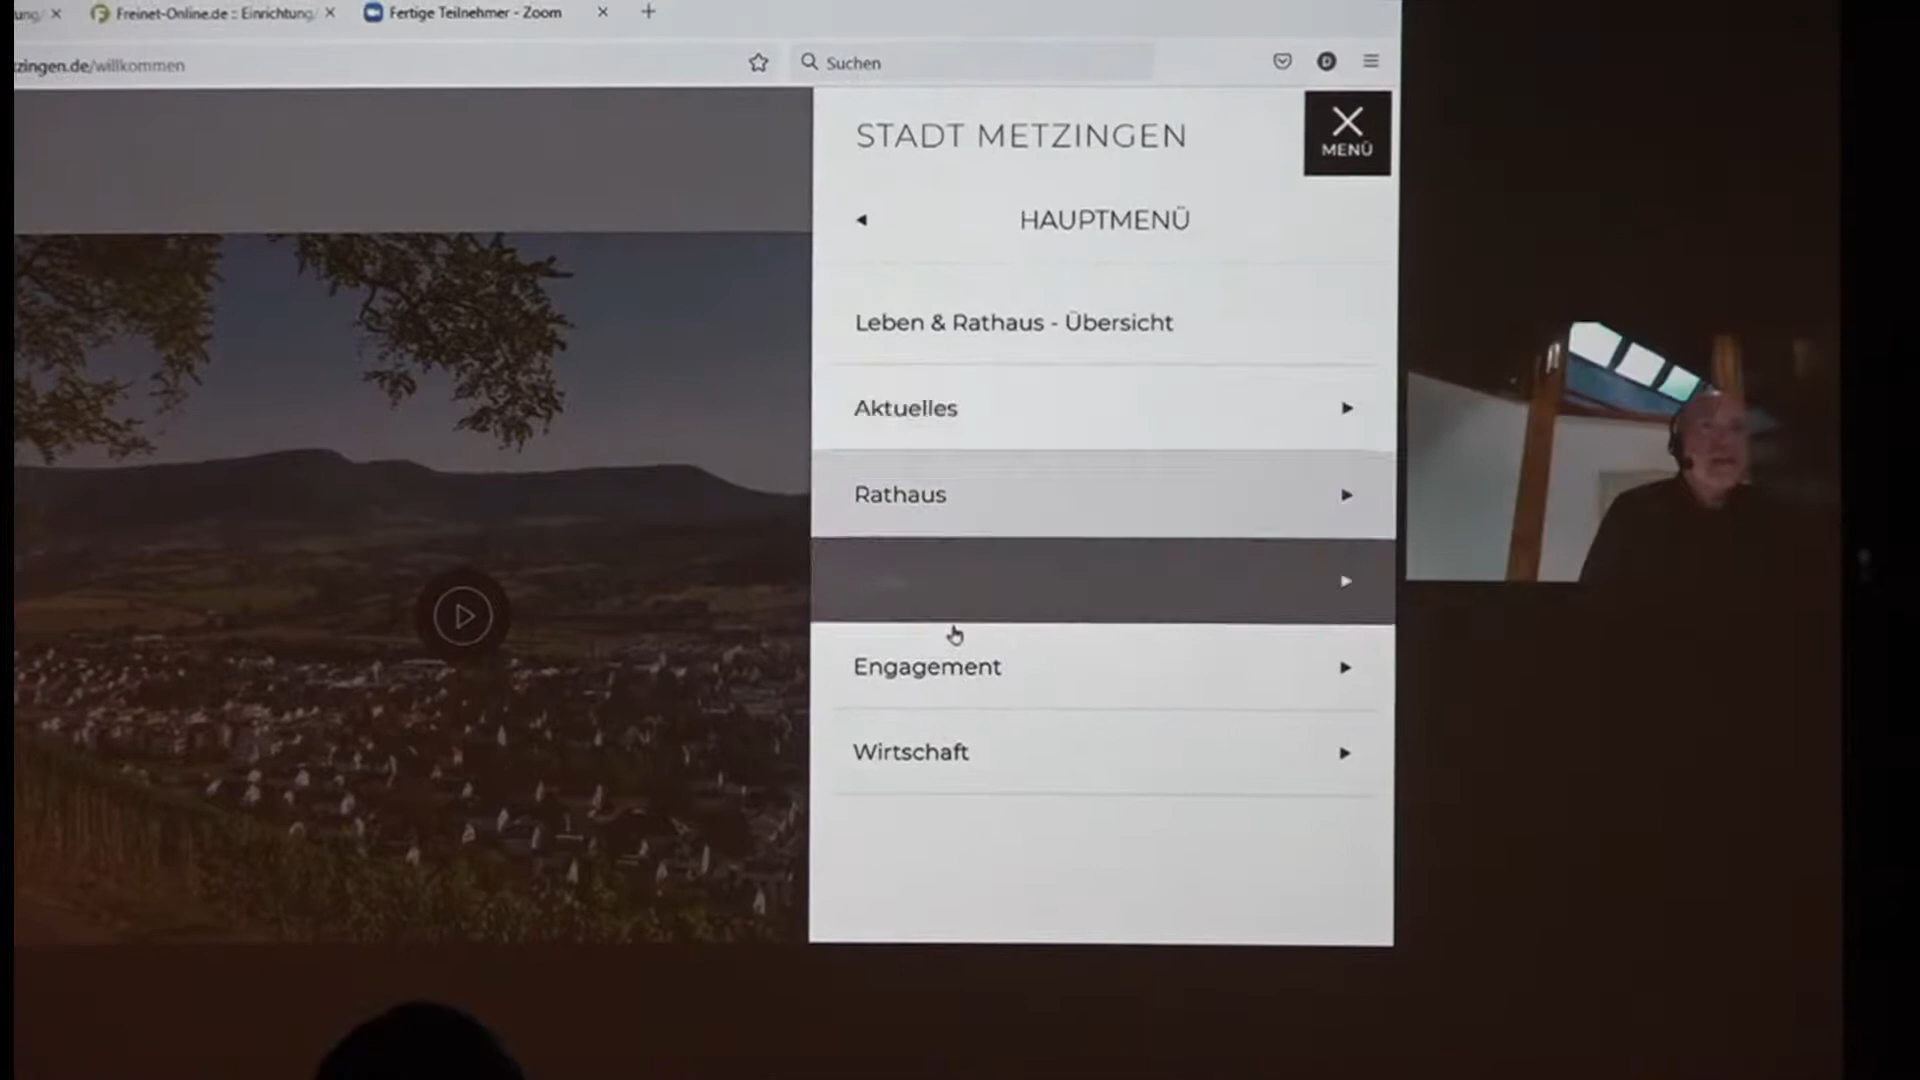 Freinet-Online.de :: Einrichtung
Fertige Teilnehmer - Zoom
zingen.de/willkommen
Suchen
STADT METZINGEN
MENÜ
HAUPTMENÜ
Leben & Rathaus - Übersicht
Aktuelles
Rathaus
Engagement
Wirtschaft